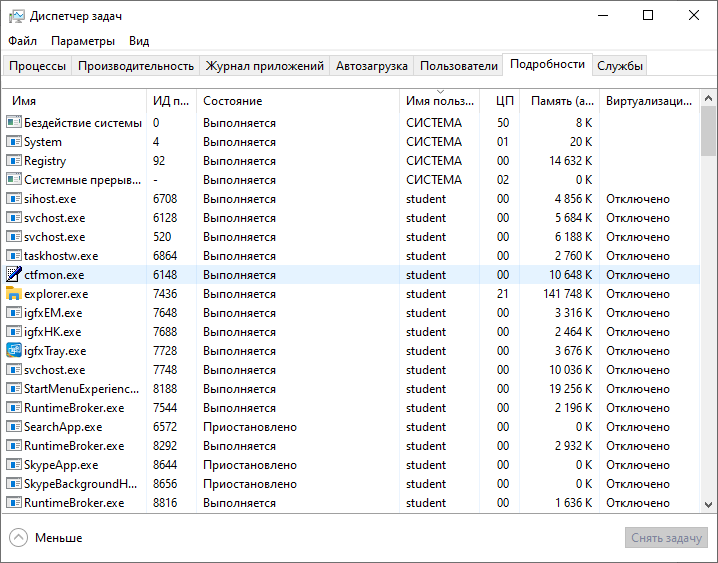 Диспетчер задач
Файл Параметры Вид
Процессы Производительность Журнал приложений Автозагрузка Пользователи Подробности Службы
Имя ИД п... Состояние Имя польз... ЦП Память (а... Виртуализаци...
Бездействие системы 0 Выполняется СИСТЕМА 50 8 K
System 4 Выполняется СИСТЕМА 01 20 K
Registry 92 Выполняется СИСТЕМА 00 14 632 K
Системные прерыв... - Выполняется СИСТЕМА 02 0 K
sihost.exe 6708 Выполняется student 00 4 856 K Отключено
svchost.exe 6128 Выполняется student 00 5 684 K Отключено
svchost.exe 520 Выполняется student 00 6 188 K Отключено
taskhostw.exe 6864 Выполняется student 00 2 760 K Отключено
ctfmon.exe 6148 Выполняется student 00 10 648 K Отключено
explorer.exe 7436 Выполняется student 21 141 748 K Отключено
igfxEM.exe 7648 Выполняется student 00 3 316 K Отключено
igfxHK.exe 7688 Выполняется student 00 2 464 K Отключено
igfxTray.exe 7728 Выполняется student 00 3 676 K Отключено
svchost.exe 7748 Выполняется student 00 10 036 K Отключено
StartMenuExperienc... 8188 Выполняется student 00 19 256 K Отключено
RuntimeBroker.exe 7544 Выполняется student 00 2 196 K Отключено
SearchApp.exe 6572 Приостановлено student 00 0 K Отключено
RuntimeBroker.exe 8292 Выполняется student 00 2 932 K Отключено
SkypeApp.exe 8644 Приостановлено student 00 0 K Отключено
SkypeBackgroundH... 8656 Приостановлено student 00 0 K Отключено
RuntimeBroker.exe 8816 Выполняется student 00 1 636 K Отключено
Меньше Снять задачу